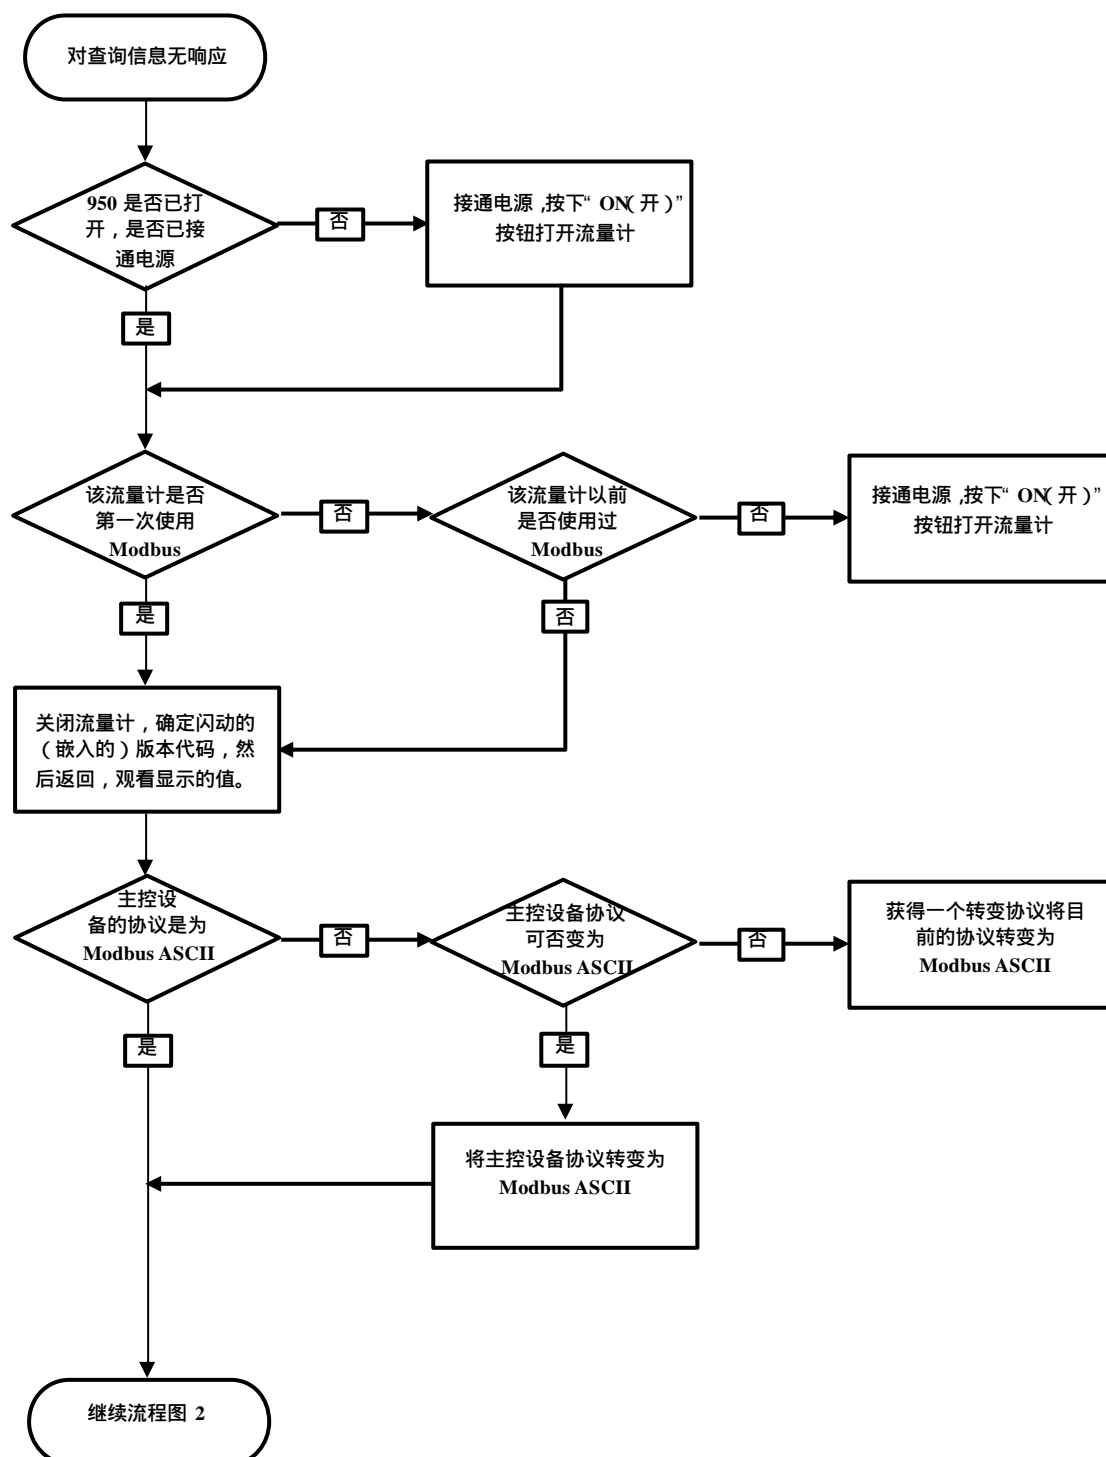 对查询信息无响应
950 是否已打
开，是否已接
通电源
否
接通电源 ,按下“ ON( 开 )”
按钮打开流量计
是
该流量计是否
第一次使用
Modbus
否
该流量计以前
是否使用过
Modbus
否
接通电源 ,按下“ ON( 开 )”
按钮打开流量计
是
否
关闭流量计，确定闪动的
（嵌入的）版本代码，然
后返回，观看显示的值。
主控设
备的协议是为
Modbus ASCII
否
主控设备协议
可否变为
Modbus ASCII
否
获得一个转变协议将目
前的协议转变为
Modbus ASCII
是
是
将主控设备协议转变为
Modbus ASCII
继续流程图 2